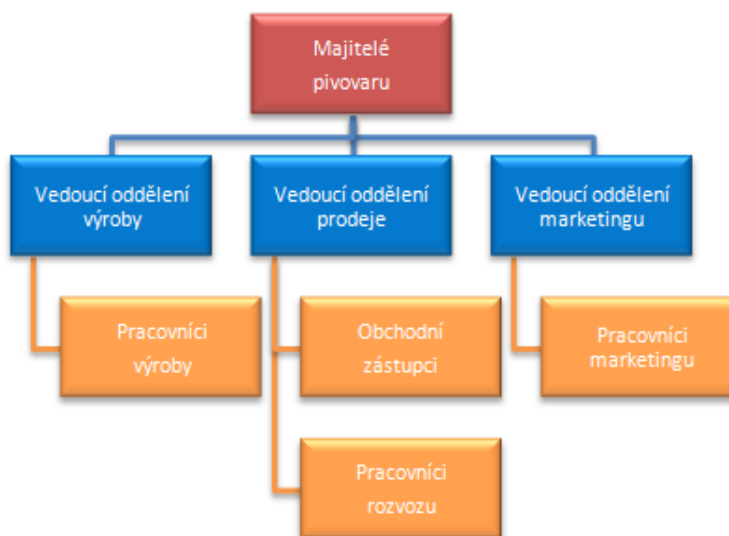 Majitelé
pivovaru
Vedoucí oddělení
výroby
Vedoucí oddělení
prodeje
Vedoucí oddělení
marketingu
Pracovníci
výroby
Obchodní
zástupci
Pracovníci
marketingu
Pracovníci
rozvozu